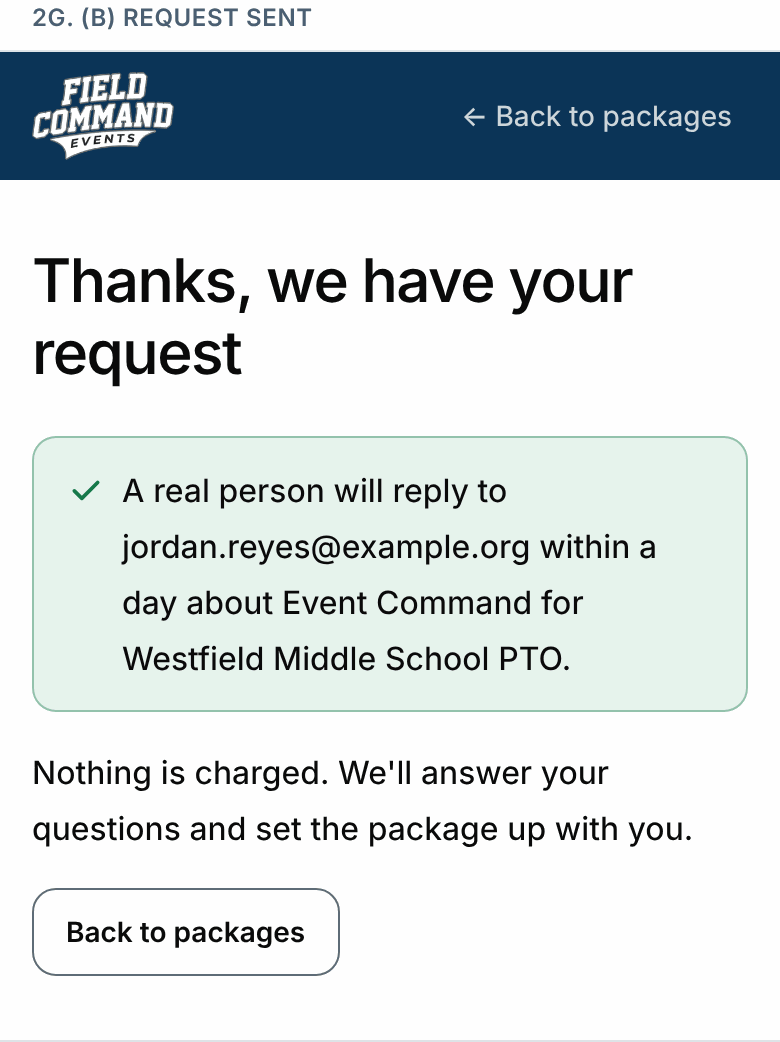 2G. (B) REQUEST SENT
FIELD
COMMAND
EVENTS
← Back to packages
Thanks, we have your
request
A real person will reply to
jordan.reyes@example.org within a
day about Event Command for
Westfield Middle School PTO.
Nothing is charged. We'll answer your
questions and set the package up with you.
Back to packages